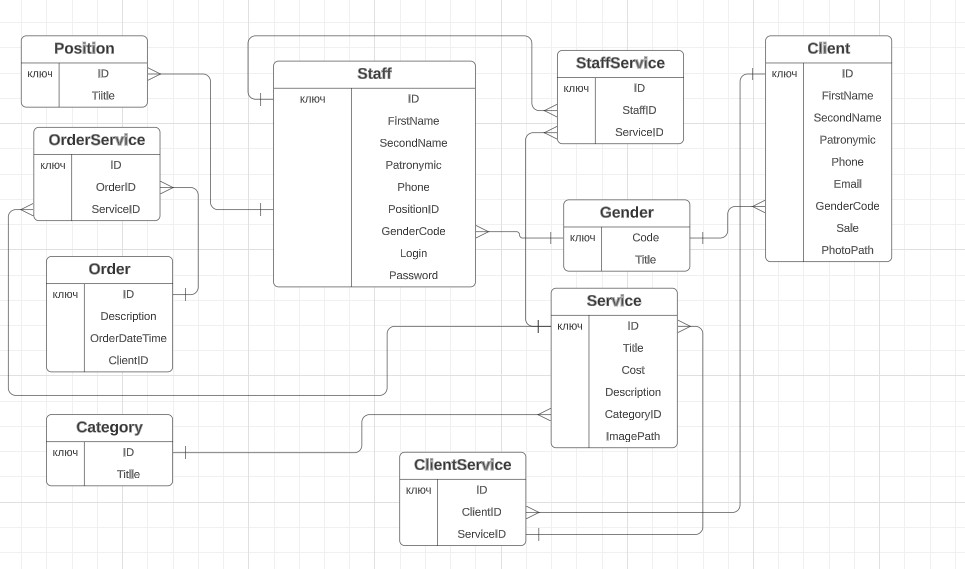 Position
ключ ID
Tiitle
OrderService
ключ ID
OrderID
ServiceID
Order
ключ ID
Description
OrderDateTime
ClientID
Category
ключ ID
Titlle
Staff
ключ ID
FirstName
SecondName
Patronymic
Phone
PositionID
GenderCode
Login
Password
StaffService
ключ ID
StaffID
ServiceID
Gender
ключ Code
Title
Service
ключ ID
Title
Cost
Description
CategoryID
ImagePath
ClientService
ключ ID
ClientID
ServiceID
Client
ключ ID
FirstName
SecondName
Patronymic
Phone
Email
GenderCode
Sale
PhotoPath